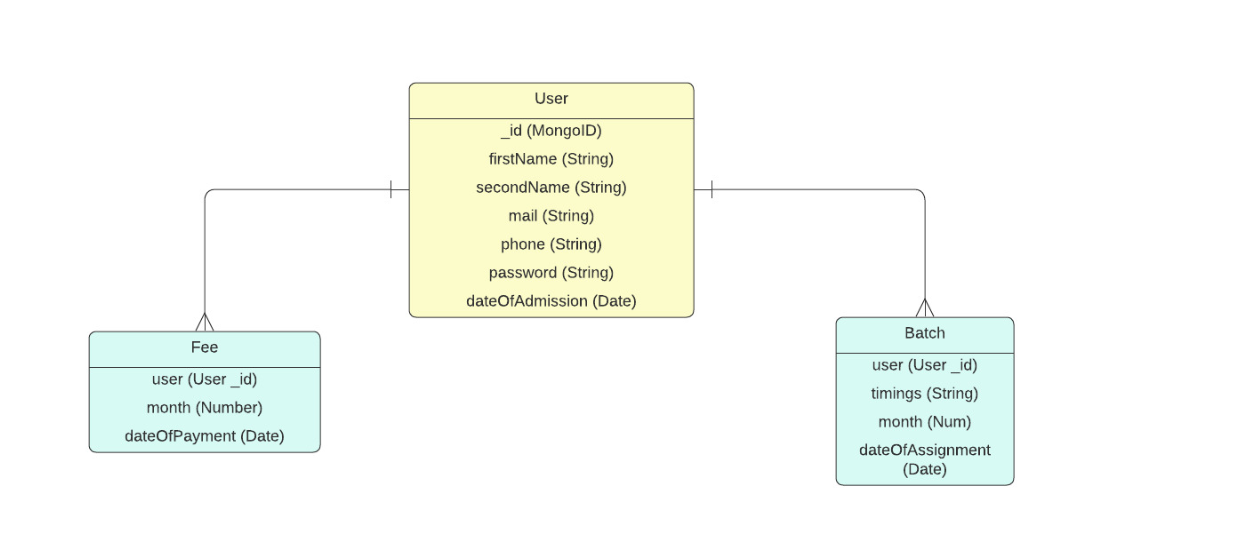 User
_id (MongoID)
firstName (String)
secondName (String)
mail (String)
phone (String)
password (String)
dateOfAdmission (Date)
Fee
user (User _id)
month (Number)
dateOfPayment (Date)
Batch
user (User _id)
timings (String)
month (Num)
dateOfAssignment
(Date)